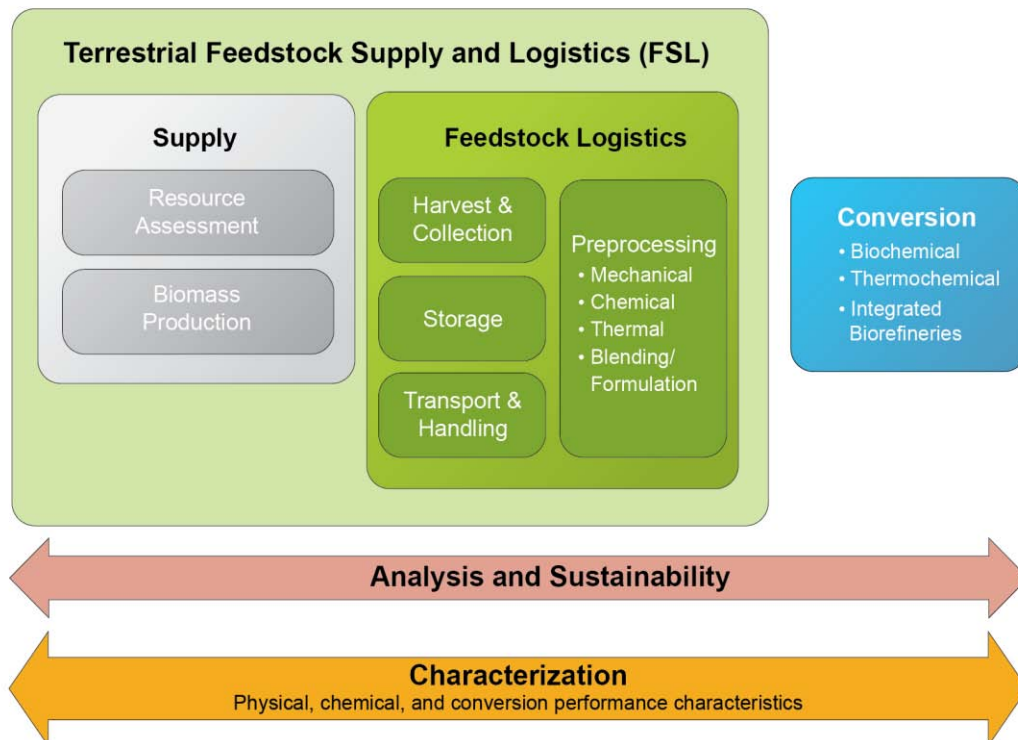 Terrestrial Feedstock Supply and Logistics (FSL)
Supply
Resource
Assessment
Biomass
Production
Feedstock Logistics
Harvest &
Collection
Storage
Transport &
Handling
Preprocessing
• Mechanical
• Chemical
• Thermal
• Blending/
Formulation
Conversion
• Biochemical
• Thermochemical
• Integrated
Biorefineries
Analysis and Sustainability
Characterization
Physical, chemical, and conversion performance characteristics